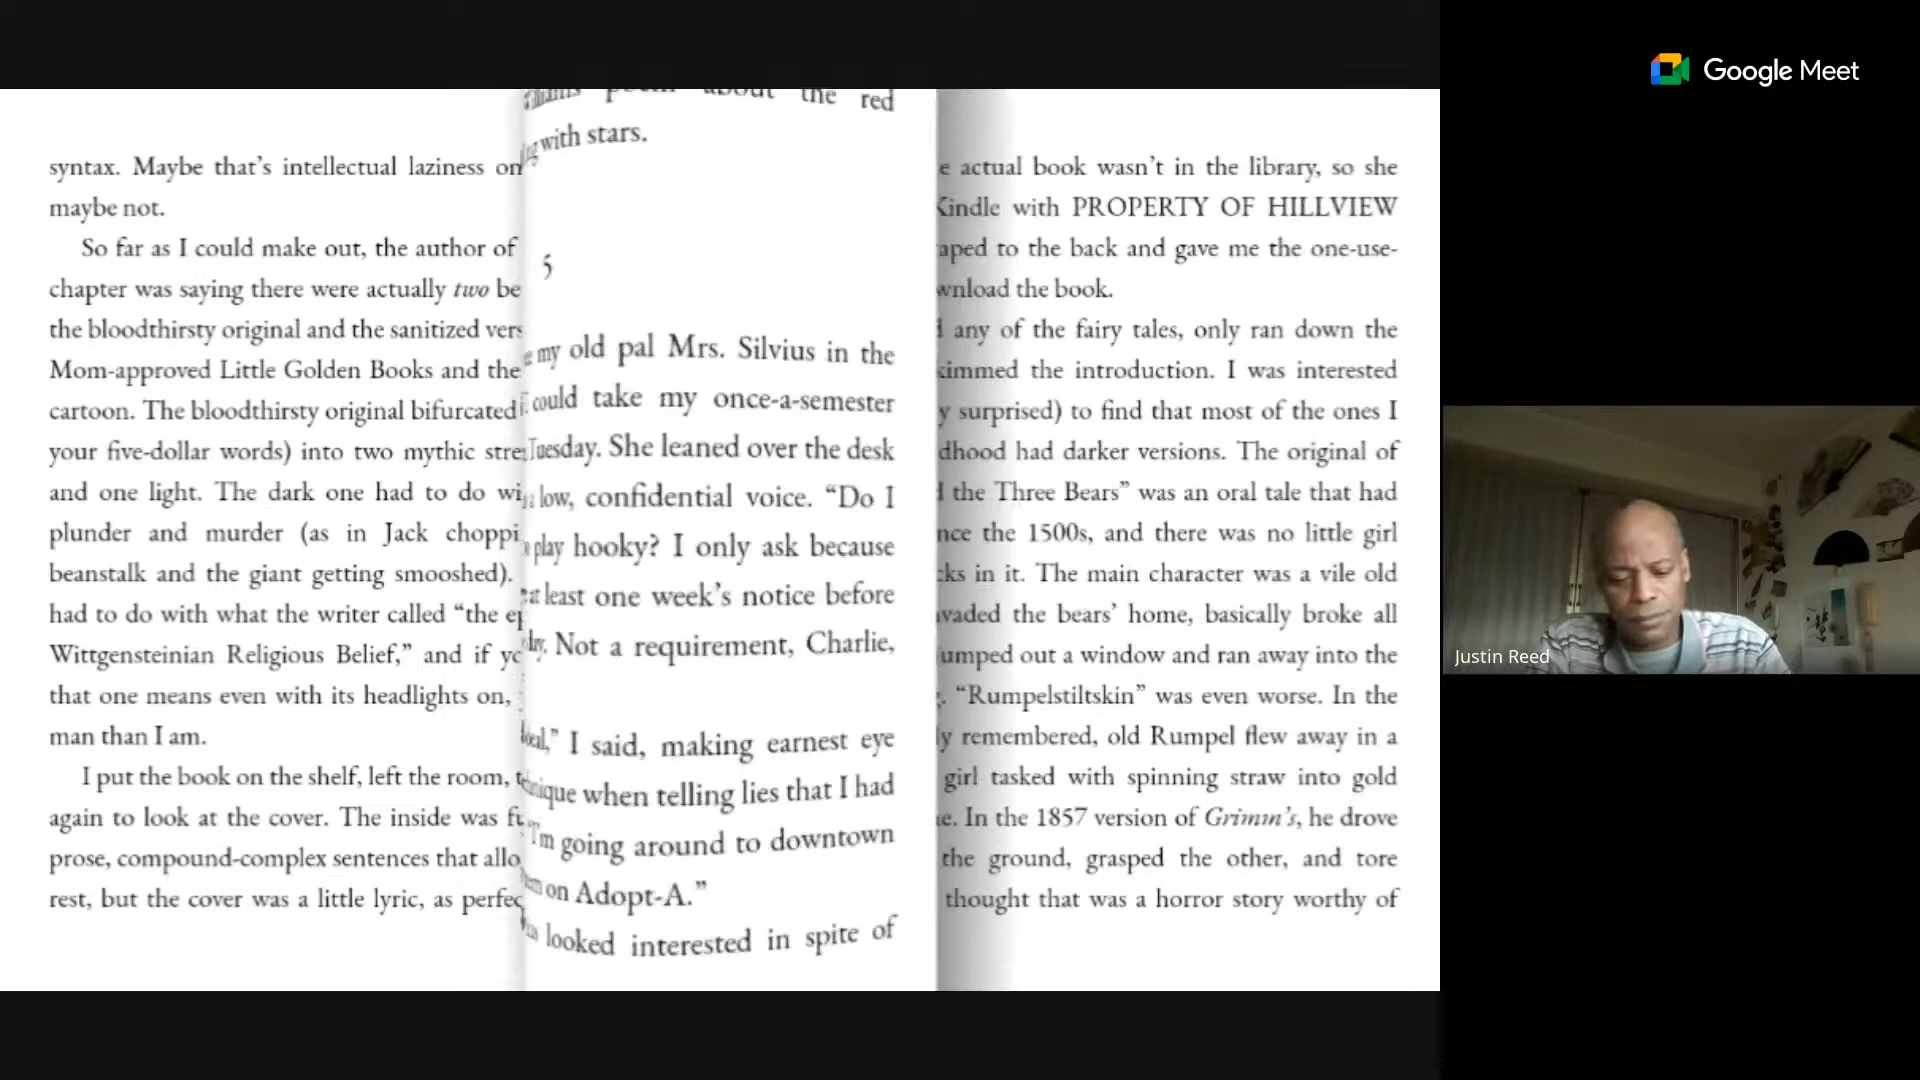 syntax. Maybe that's intellectual laziness on
maybe not.
So far as I could make out, the author of
chapter was saying there were actually two be
the bloodthirsty original and the sanitized vers
Mom-approved Little Golden Books and the
cartoon. The bloodthirsty original bifurcated
your five-dollar words) into two mythic stre
and one light. The dark one had to do wi
plunder and murder (as in Jack choppi
beanstalk and the giant getting smooshed).
had to do with what the writer called “the ep
Wittgensteinian Religious Belief,” and if yo
that one means even with its headlights on,
man than I am.
I put the book on the shelf, left the room, t
again to look at the cover. The inside was fu
prose, compound-complex sentences that allo
rest, but the cover was a little lyric, as perfec
poem about the red
with stars.
5
my old pal Mrs. Silvius in the
could take my once-a-semester
Tuesday. She leaned over the desk
low, confidential voice. “Do I
play hooky? I only ask because
at least one week's notice before
Not a requirement, Charlie,
I said, making earnest eye
nique when telling lies that I had
“I'm going around to downtown
on Adopt-A.”
looked interested in spite of
e actual book wasn't in the library, so she
Kindle with PROPERTY OF HILLVIEW
aped to the back and gave me the one-use-
wnload the book.
any of the fairy tales, only ran down the
kimmed the introduction. I was interested
y surprised) to find that most of the ones I
dhood had darker versions. The original of
the Three Bears” was an oral tale that had
nce the 1500s, and there was no little girl
cks in it. The main character was a vile old
nvaded the bears' home, basically broke all
umped out a window and ran away into the
“Rumpelstiltskin” was even worse. In the
y remembered, old Rumpel flew away in a
girl tasked with spinning straw into gold
e. In the 1857 version of Grimm's, he drove
the ground, grasped the other, and tore
thought that was a horror story worthy of
Google Meet
Justin Reed